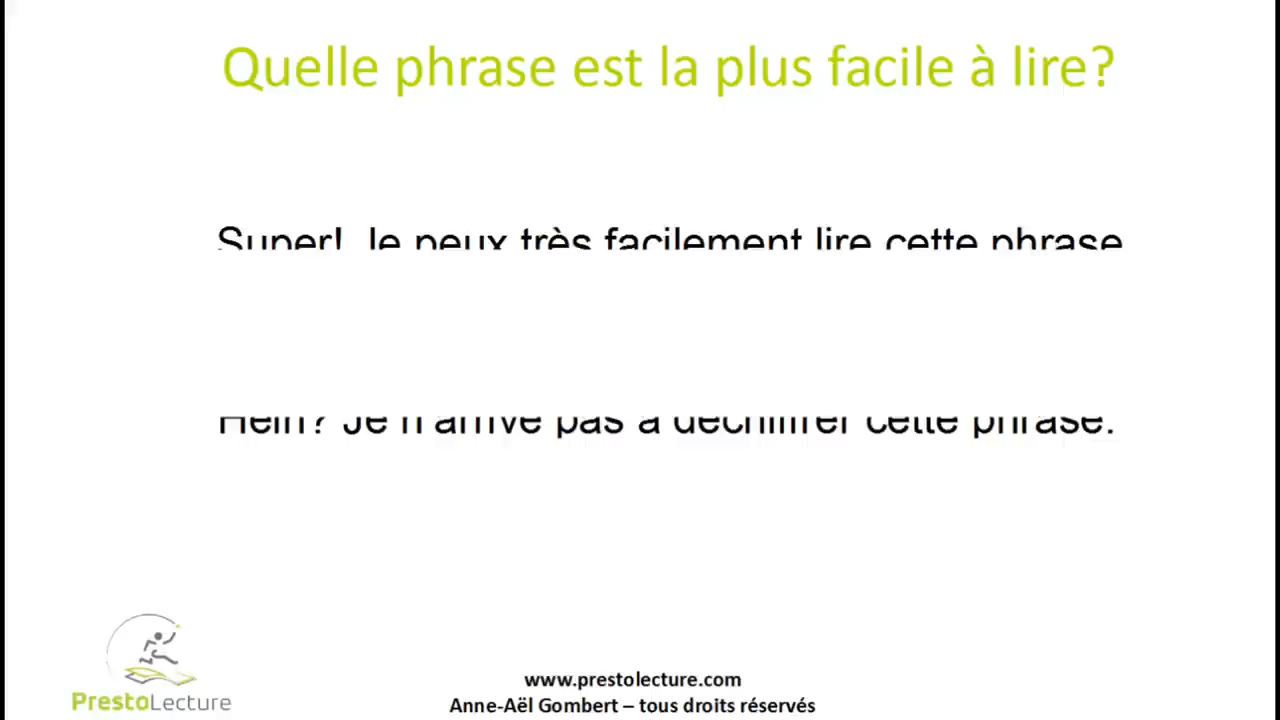 Quelle phrase est la plus facile à lire?
Super! Je peux très facilement lire cette phrase
Hein? Je n'arrive pas à déchiffrer cette phrase.
PrestoLecture
www.prestolecture.com
Anne-Aël Gombert – tous droits réservés